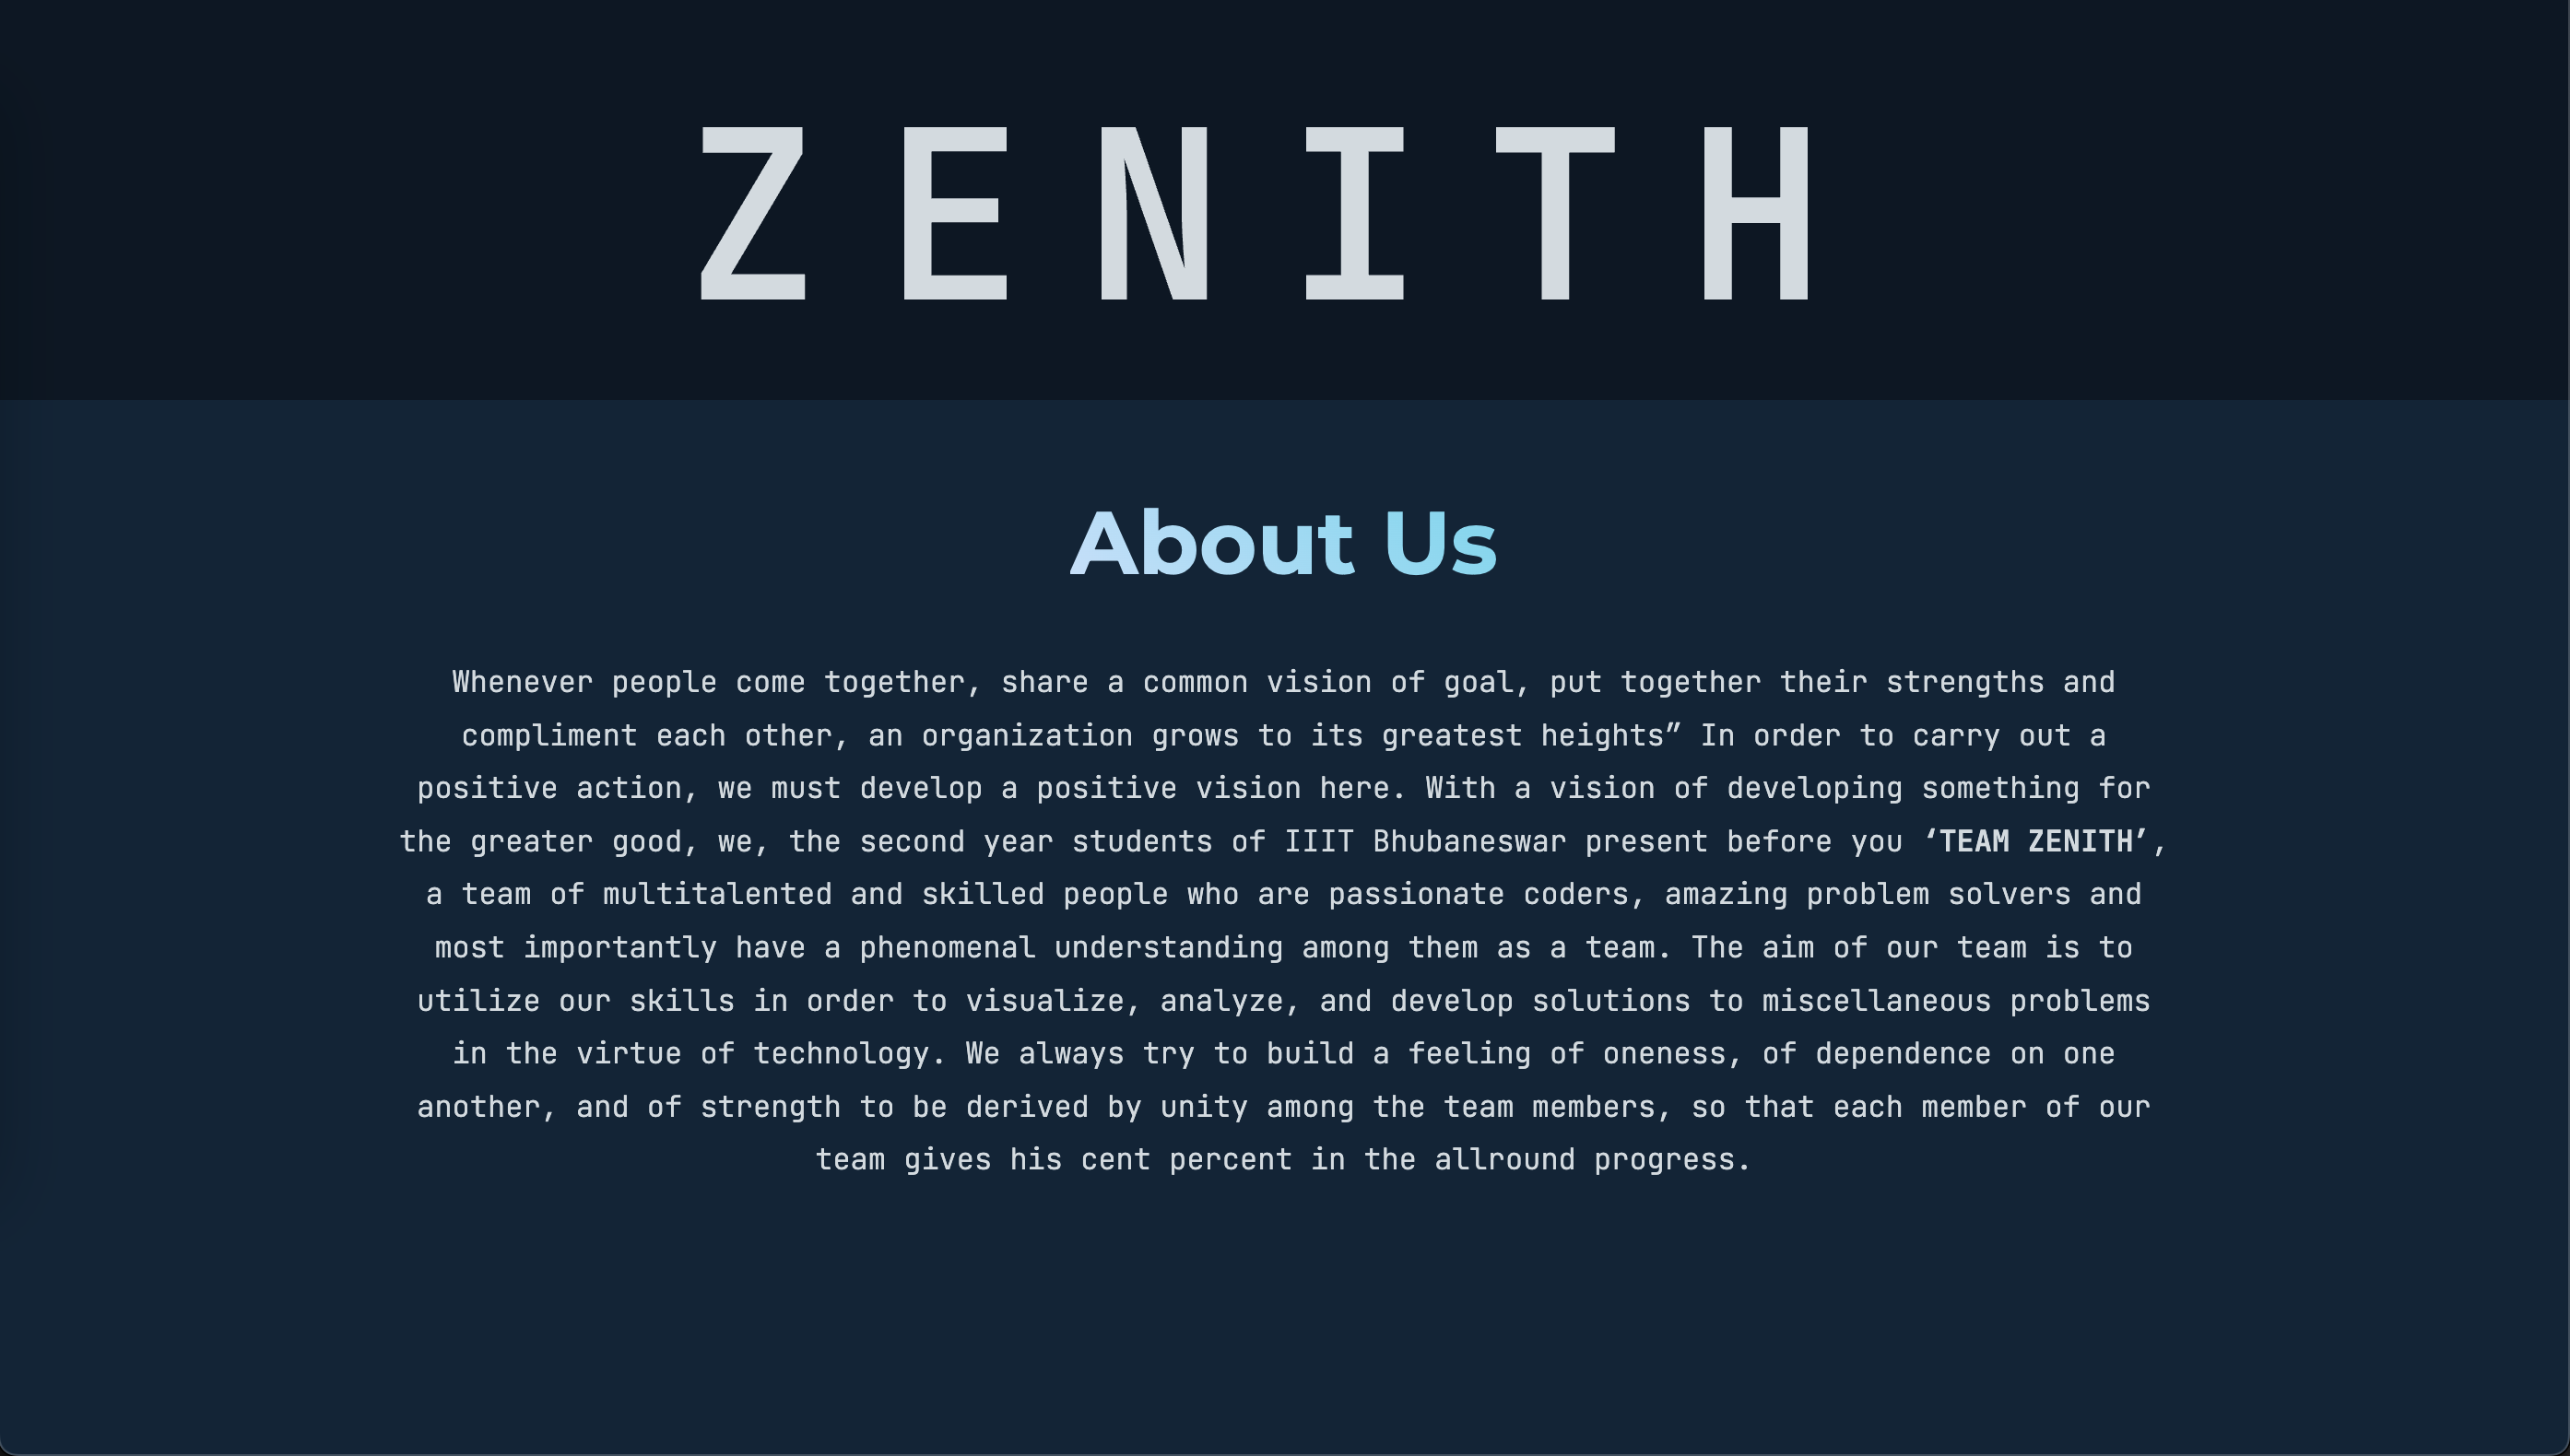 ZENITH
About Us
Whenever people come together, share a common vision of goal, put together their strengths and
compliment each other, an organization grows to its greatest heights” In order to carry out a
positive action, we must develop a positive vision here. With a vision of developing something for
the greater good, we, the second year students of IIIT Bhubaneswar present before you ‘TEAM ZENITH’,
a team of multitalented and skilled people who are passionate coders, amazing problem solvers and
most importantly have a phenomenal understanding among them as a team. The aim of our team is to
utilize our skills in order to visualize, analyze, and develop solutions to miscellaneous problems
in the virtue of technology. We always try to build a feeling of oneness, of dependence on one
another, and of strength to be derived by unity among the team members, so that each member of our
team gives his cent percent in the allround progress.